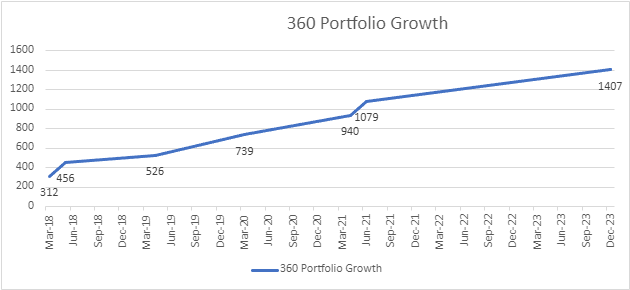 360 Portfolio Growth
1600
1400
1200
1000
800
600
400
200
0
312
456
526
739
940
1079
1407
Mar-18
Jun-18
Sep-18
Dec-18
Mar-19
Jun-19
Sep-19
Dec-19
Mar-20
Jun-20
Sep-20
Dec-20
Mar-21
Jun-21
Sep-21
Dec-21
Mar-22
Jun-22
Sep-22
Dec-22
Mar-23
Jun-23
Sep-23
Dec-23
360 Portfolio Growth